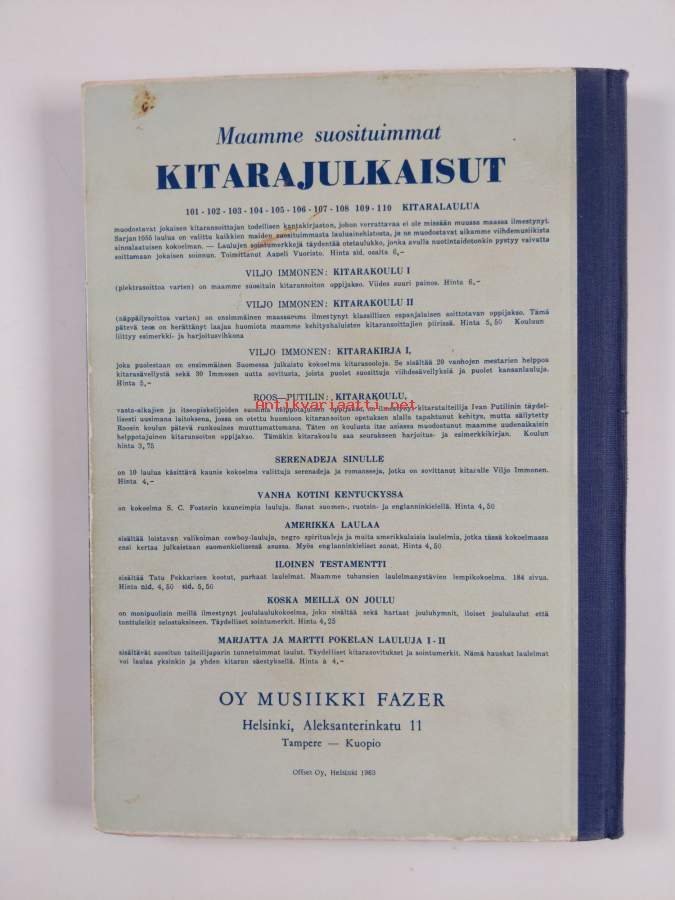 Maamme suosituimmat
KITARAJULKAISUT
101 - 102 - 103 - 104 - 105 - 106 - 107 - 108 109 - 110 KITARALAULUA
muodostavat jokaisen kitaransoittajan todellisen kantakirjaston, johon verrattavaa ei ole missään muussa maassa ilmestynyt.
Sarjan 1055 laulua on valittu kaikkien maiden suosituimmasta lauluaineistosta, ja se muodostavat aikamme viihdemusiikista
ainoalaatuisen kokoelman. — Laulujen sointumerkkejä täydentää otetaulukko, jonka avulla nuotintaidotonkin pystyy vaivatta
soittamaan jokaisen soinnun. Toimittanut Aapeli Vuoristo. Hinta sid. osalta 6,–
VILJO IMMONEN: KITARAKOULU I
(plektrasoittoa varten) on maamme suosituin kitaransoiton oppijakso. Viides suuri painos. Hinta 6,–
VILJO IMMONEN: KITARAKOULU II
(näppäilysoittoa varten) on ensimmäinen maassamme ilmestynyt klassillisen espanjalaisen soittotavan oppijakso. Tämä
pätevä teos on herättänyt laajaa huomiota maamme kehityshaluisten kitaransoittajien piirissä. Hinta 5,50 Kouluun
liittyy esimerkki- ja harjoitusvihkona
VILJO IMMONEN: KITARAKIRJA I,
joka puolestaan on ensimmäinen Suomessa julkaistu kokoelma kitarasooloja. Se sisältää 20 vanhojen mestarien helppoa
kitarasävellystä sekä 30 Immosen uutta sovitusta, joista puolet suosittuja viihdesävellyksiä ja puolet kansanlauluja.
Hinta 5,–
ROOS—PUTILIN: KITARAKOULU,
vasta-alkajien ja itseopiskelijoiden suosima helppotajuinen oppijakso, on ilmestynyt kitarataiteilija Ivan Putilinin täydel-
lisesti uusimana laitoksena, jossa on otettu huomioon kitaransoiton opetuksen alalla tapahtunut kehitys, mutta säilytetty
Roosin koulun pätevä runkoaines muuttumattomana. Täten on koulusta itse asiassa muodostunut maamme uudenaikaisin
helppotajuinen kitaransoiton oppijakso. Tämäkin kitarakoulu saa seurakseen harjoitus- ja esimerkkikirjan. Koulun
hinta 3,75
SERENADEJA SINULLE
on 10 laulua käsittävä kaunis kokoelma valittuja serenadeja ja romansseja, jotka on sovittanut kitaralle Viljo Immonen.
Hinta 4,–
VANHA KOTINI KENTUCKYSSA
on kokoelma S. C. Fosterin kauneimpia lauluja. Sanat suomen-, ruotsin- ja englanninkielellä. Hinta 4,50
AMERIKKA LAULAA
sisältää loistavan valikoiman cowboy-lauluja, negro spiritualeja ja muita amerikkalaisia laulelmia, jotka tässä kokoelmassa
ensi kertaa julkaistaan suomenkielisessä asussa. Myös englanninkieliset sanat. Hinta 4,50
ILOINEN TESTAMENTTI
sisältää Tatu Pekkarisen kootut, parhaat laulelmat. Maamme tuhansien laulelmanystävien lempikokoelma. 184 sivua.
Hinta nid. 4,50 sid. 5,50
KOSKA MEILLÄ ON JOULU
on monipuolisin meillä ilmestynyt joululaulukokoelma, joka sisältää sekä hartaat jouluhymnit, iloiset joululaulut että
tonttuleikit selostuksineen. Täydelliset sointumerkit. Hinta 4,25
MARJATTA JA MARTTI POKELAN LAULUJA I - II
sisältävät suositun taiteilijaparin tunnetuimmat laulut. Täydelliset kitarasovitukset ja sointumerkit. Nämä hauskat laulelmat
voi laulaa yksinkin ja yhden kitaran säestyksellä. Hinta à 4,–
OY MUSIIKKI FAZER
Helsinki, Aleksanterinkatu 11
Tampere — Kuopio
Offset Oy, Helsinki 1963
Antikvariaatti.net